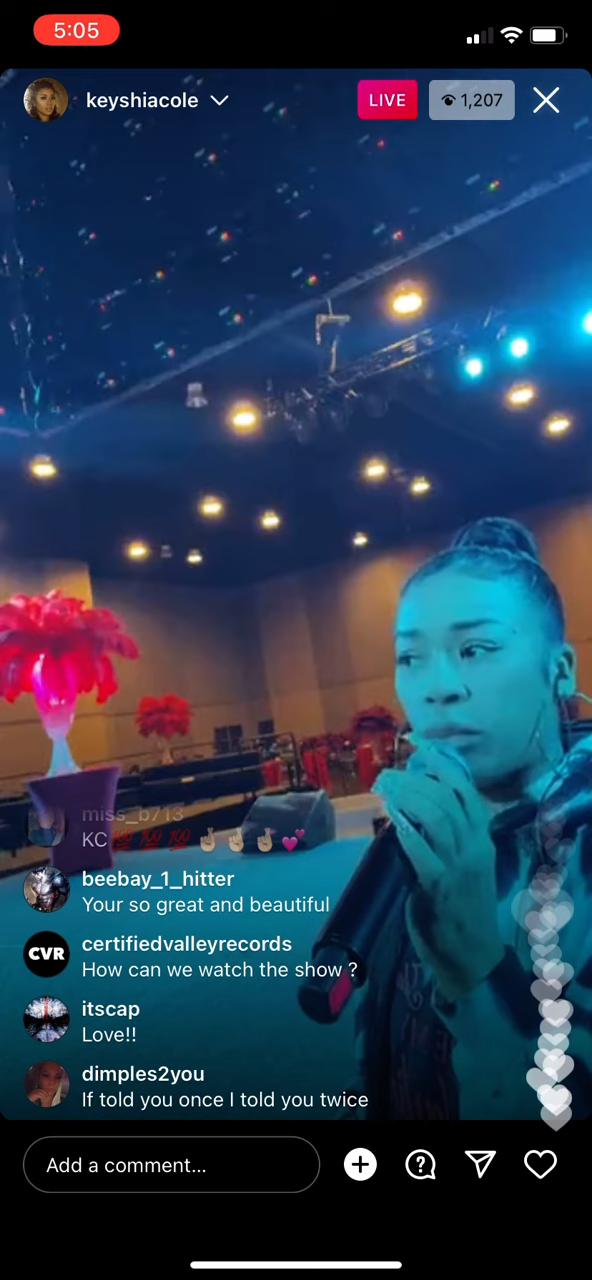 5:05
keyshiacole
LIVE
1,207
miss_b713
KC💯💯💯🤞🏼🤞🏼🤞🏼💕
beebay_1_hitter
Your so great and beautiful
CVR
certifiedvalleyrecords
How can we watch the show ?
itscap
Love!!
dimples2you
If told you once I told you twice
Add a comment...